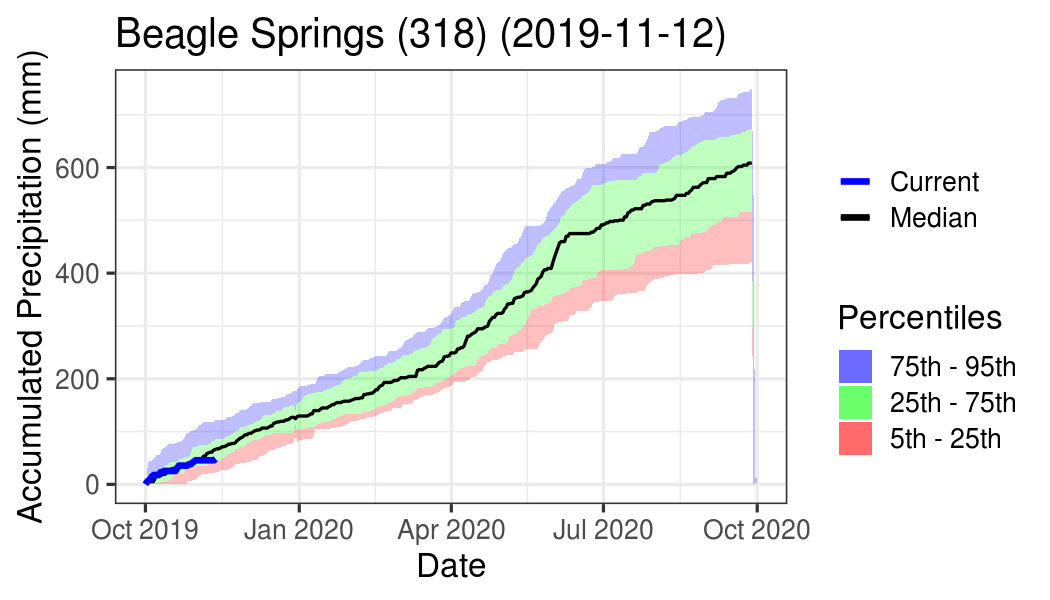 Beagle Springs (318) (2019-11-12)
Accumulated Precipitation (mm)
600
400
200
0
Oct 2019
Jan 2020
Apr 2020
Jul 2020
Oct 2020
Date
Current
Median
Percentiles
75th - 95th
25th - 75th
5th - 25th